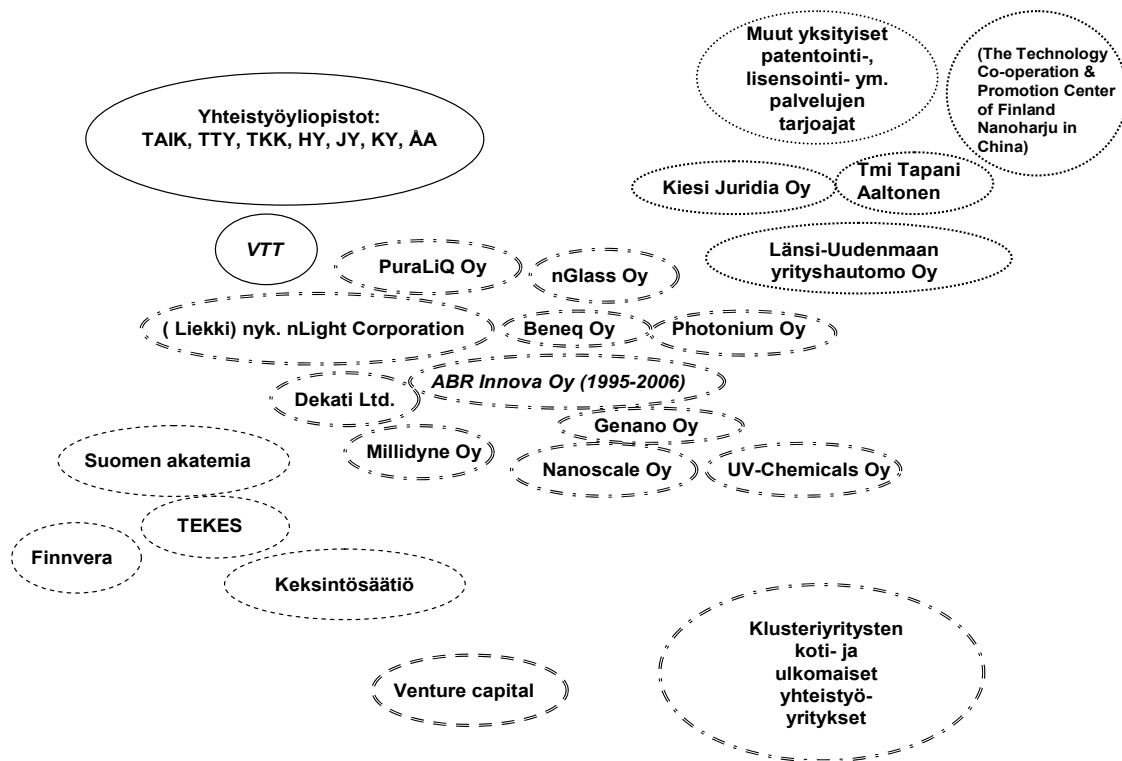 Muut yksityiset
patentointi-,
lisensointi- ym.
palvelujen
tarjoajat
(The Technology
Co-operation &
Promotion Center
of Finland
Nanoharju in
China)
Yhteistyöyliopistot:
TAIK, TTY, TKK, HY, JY, KY, ÅA
Kiesi Juridia Oy
Tmi Tapani
Aaltonen
VTT
Länsi-Uudenmaan
yrityshautomo Oy
PuraLiQ Oy
nGlass Oy
( Liekki) nyk. nLight Corporation
Beneq Oy
Photonium Oy
ABR Innova Oy (1995-2006)
Dekati Ltd.
Genano Oy
Millidyne Oy
Nanoscale Oy
UV-Chemicals Oy
Suomen akatemia
TEKES
Finnvera
Keksintösäätiö
Klusteriyritysten
koti- ja
ulkomaiset
yhteistyö-
yritykset
Venture capital